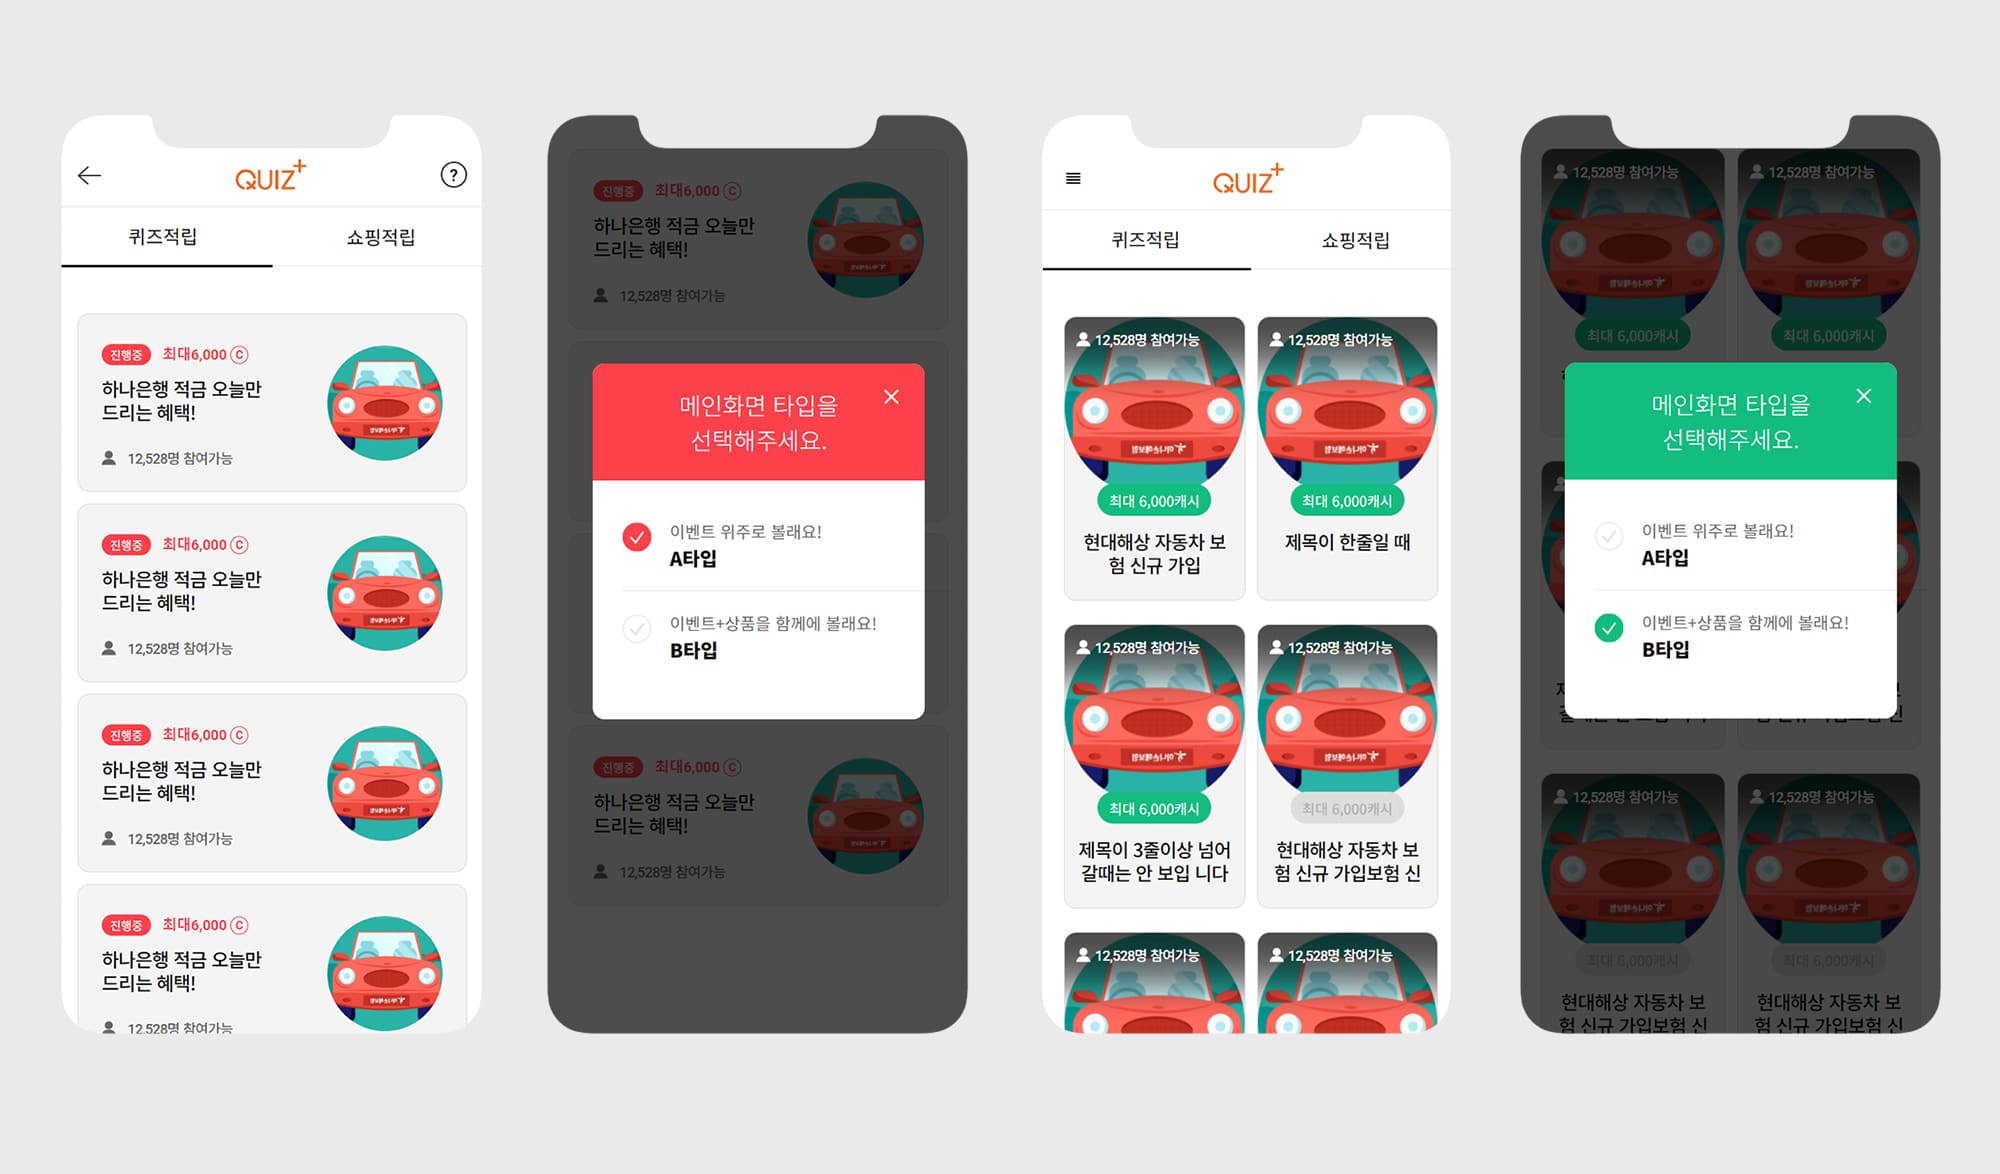 QUIZ+
?
퀴즈적립
쇼핑적립
진행중 최대6,000 C
하나은행 적금 오늘만
드리는 혜택!
12,528명 참여가능
진행중 최대6,000 C
하나은행 적금 오늘만
드리는 혜택!
12,528명 참여가능
진행중 최대6,000 C
하나은행 적금 오늘만
드리는 혜택!
12,528명 참여가능
진행중 최대6,000 C
하나은행 적금 오늘만
드리는 혜택!
12,528명 참여가능
진행중 최대6,000 C
하나은행 적금 오늘만
드리는 혜택!
12,528명 참여가능
메인화면 타입을
선택해주세요.
이벤트 위주로 볼래요!
A타입
이벤트+상품을 함께에 볼래요!
B타입
진행중 최대6,000 C
하나은행 적금 오늘만
드리는 혜택!
12,528명 참여가능
QUIZ+
퀴즈적립
쇼핑적립
12,528명 참여가능
최대 6,000캐시
현대해상 자동차 보
험 신규 가입
12,528명 참여가능
최대 6,000캐시
제목이 한줄일 때
12,528명 참여가능
최대 6,000캐시
제목이 3줄이상 넘어
갈때는 안 보입 니다
12,528명 참여가능
최대 6,000캐시
현대해상 자동차 보
험 신규 가입보험 신
12,528명 참여가능
12,528명 참여가능
12,528명 참여가능
최대 6,000캐시
12,528명 참여가능
최대 6,000캐시
메인화면 타입을
선택해주세요.
이벤트 위주로 볼래요!
A타입
이벤트+상품을 함께에 볼래요!
B타입
12,528명 참여가능
최대 6,000캐시
현대해상 자동차 보
험 신규 가입보험 신
12,528명 참여가능
최대 6,000캐시
현대해상 자동차 보
험 신규 가입보험 신